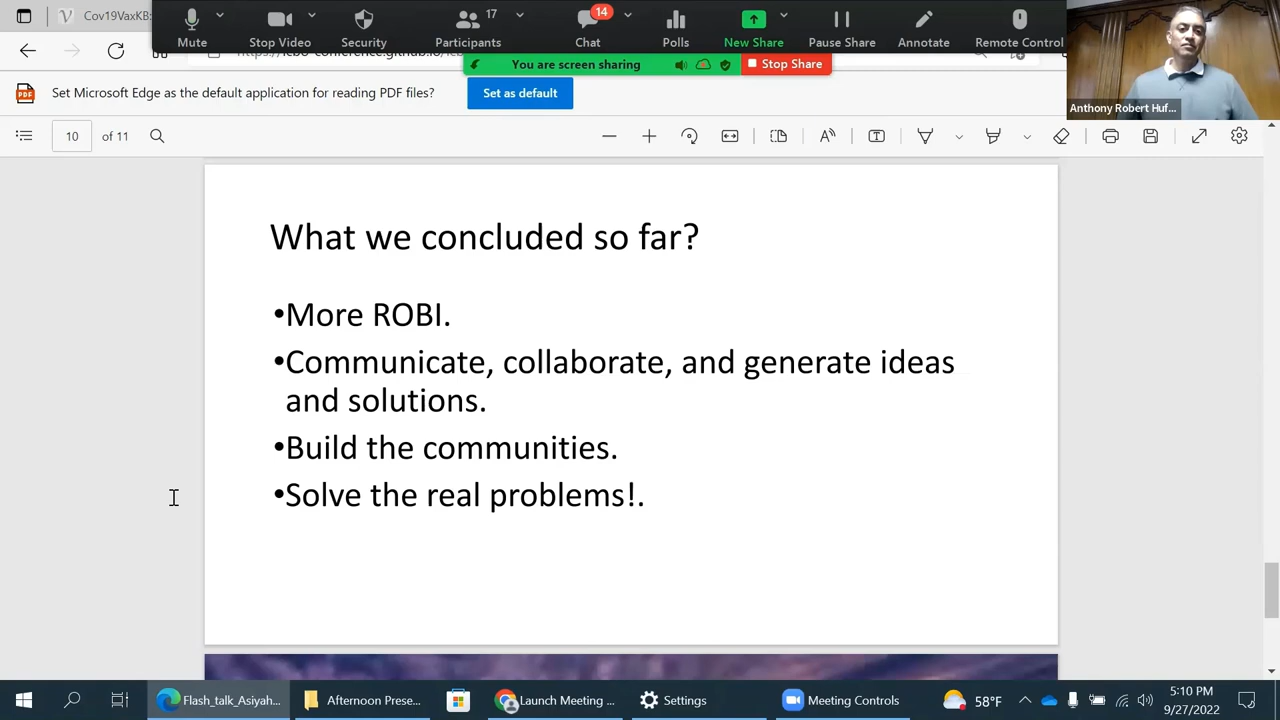 Cov19VaxKB:
17
14
Mute
Stop Video
Security
Participants
Chat
Polls
New Share
Pause Share
Annotate
Remote Control
You are screen sharing
Stop Share
PDF
Set Microsoft Edge as the default application for reading PDF files?
Set as default
Anthony Robert Huf...
10 of 11
What we concluded so far?
•More ROBI.
•Communicate, collaborate, and generate ideas
and solutions.
•Build the communities.
•Solve the real problems!.
Flash_talk_Asiyah...
Afternoon Prese...
Launch Meeting ...
Settings
Meeting Controls
58°F
5:10 PM
9/27/2022